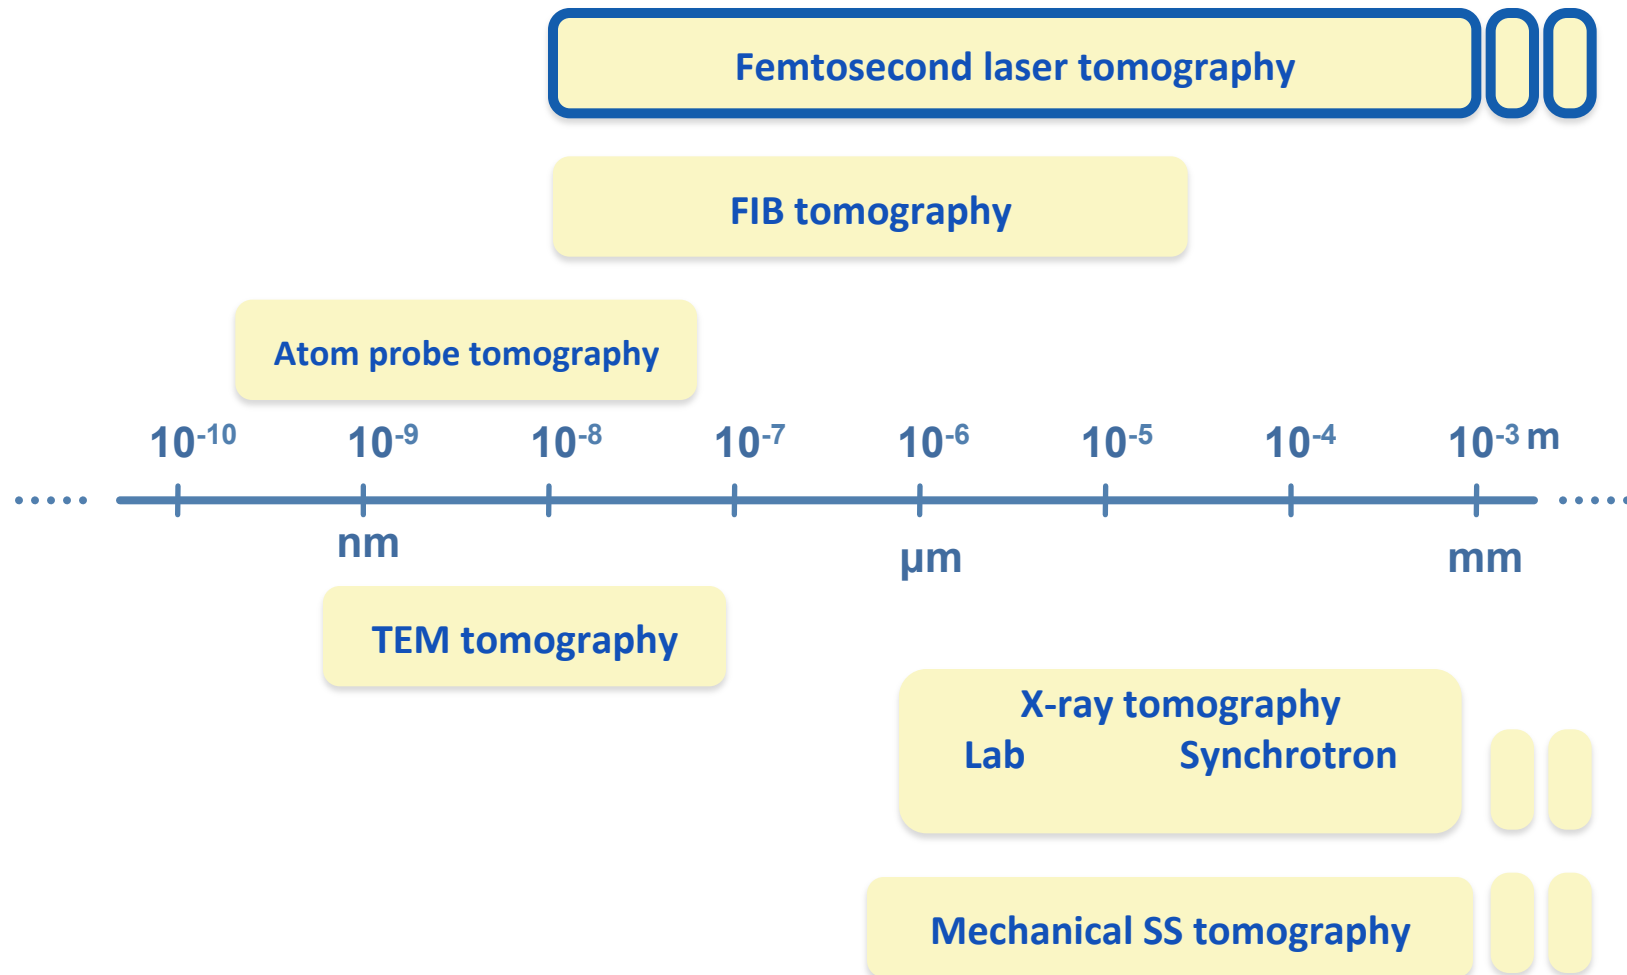 Femtosecond laser tomography
FIB tomography
Atom probe tomography
10⁻¹⁰ 10⁻⁹ 10⁻⁸ 10⁻⁷ 10⁻⁶ 10⁻⁵ 10⁻⁴ 10⁻³ m
nm µm mm
TEM tomography
X-ray tomography
Lab Synchrotron
Mechanical SS tomography